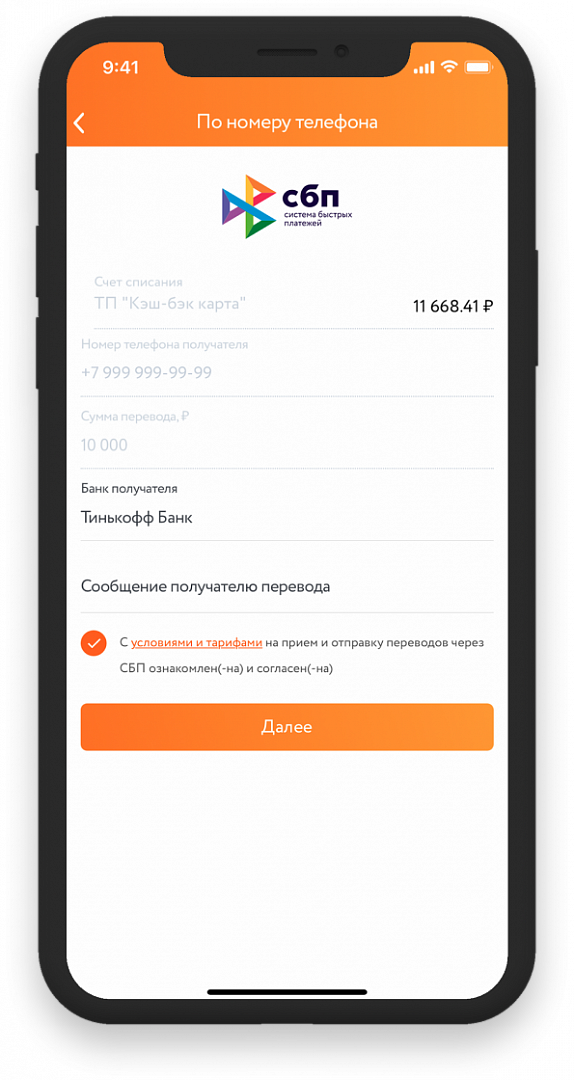 9:41
По номеру телефона
сбп
система быстрых
платежей
Счет списания
ТП "Кэш-бэк карта"
11 668.41 ₽
Номер телефона получателя
+7 999 999-99-99
Сумма перевода, ₽
10 000
Банк получателя
Тинькофф Банк
Сообщение получателю перевода
С условиями и тарифами на прием и отправку переводов через
СБП ознакомлен(-на) и согласен(-на)
Далее